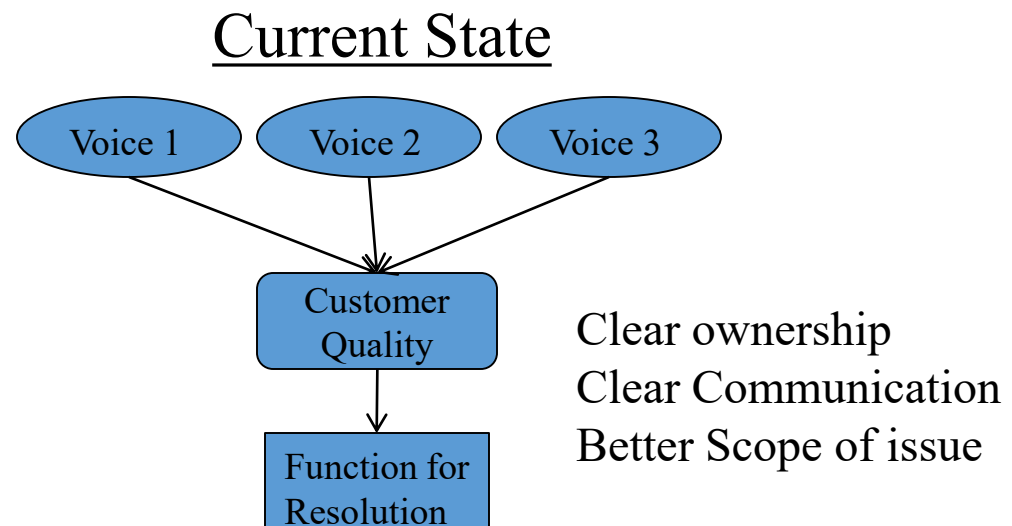 Current State
Voice 1
Voice 2
Voice 3
Customer
Quality
Clear ownership
Clear Communication
Better Scope of issue
Function for
Resolution